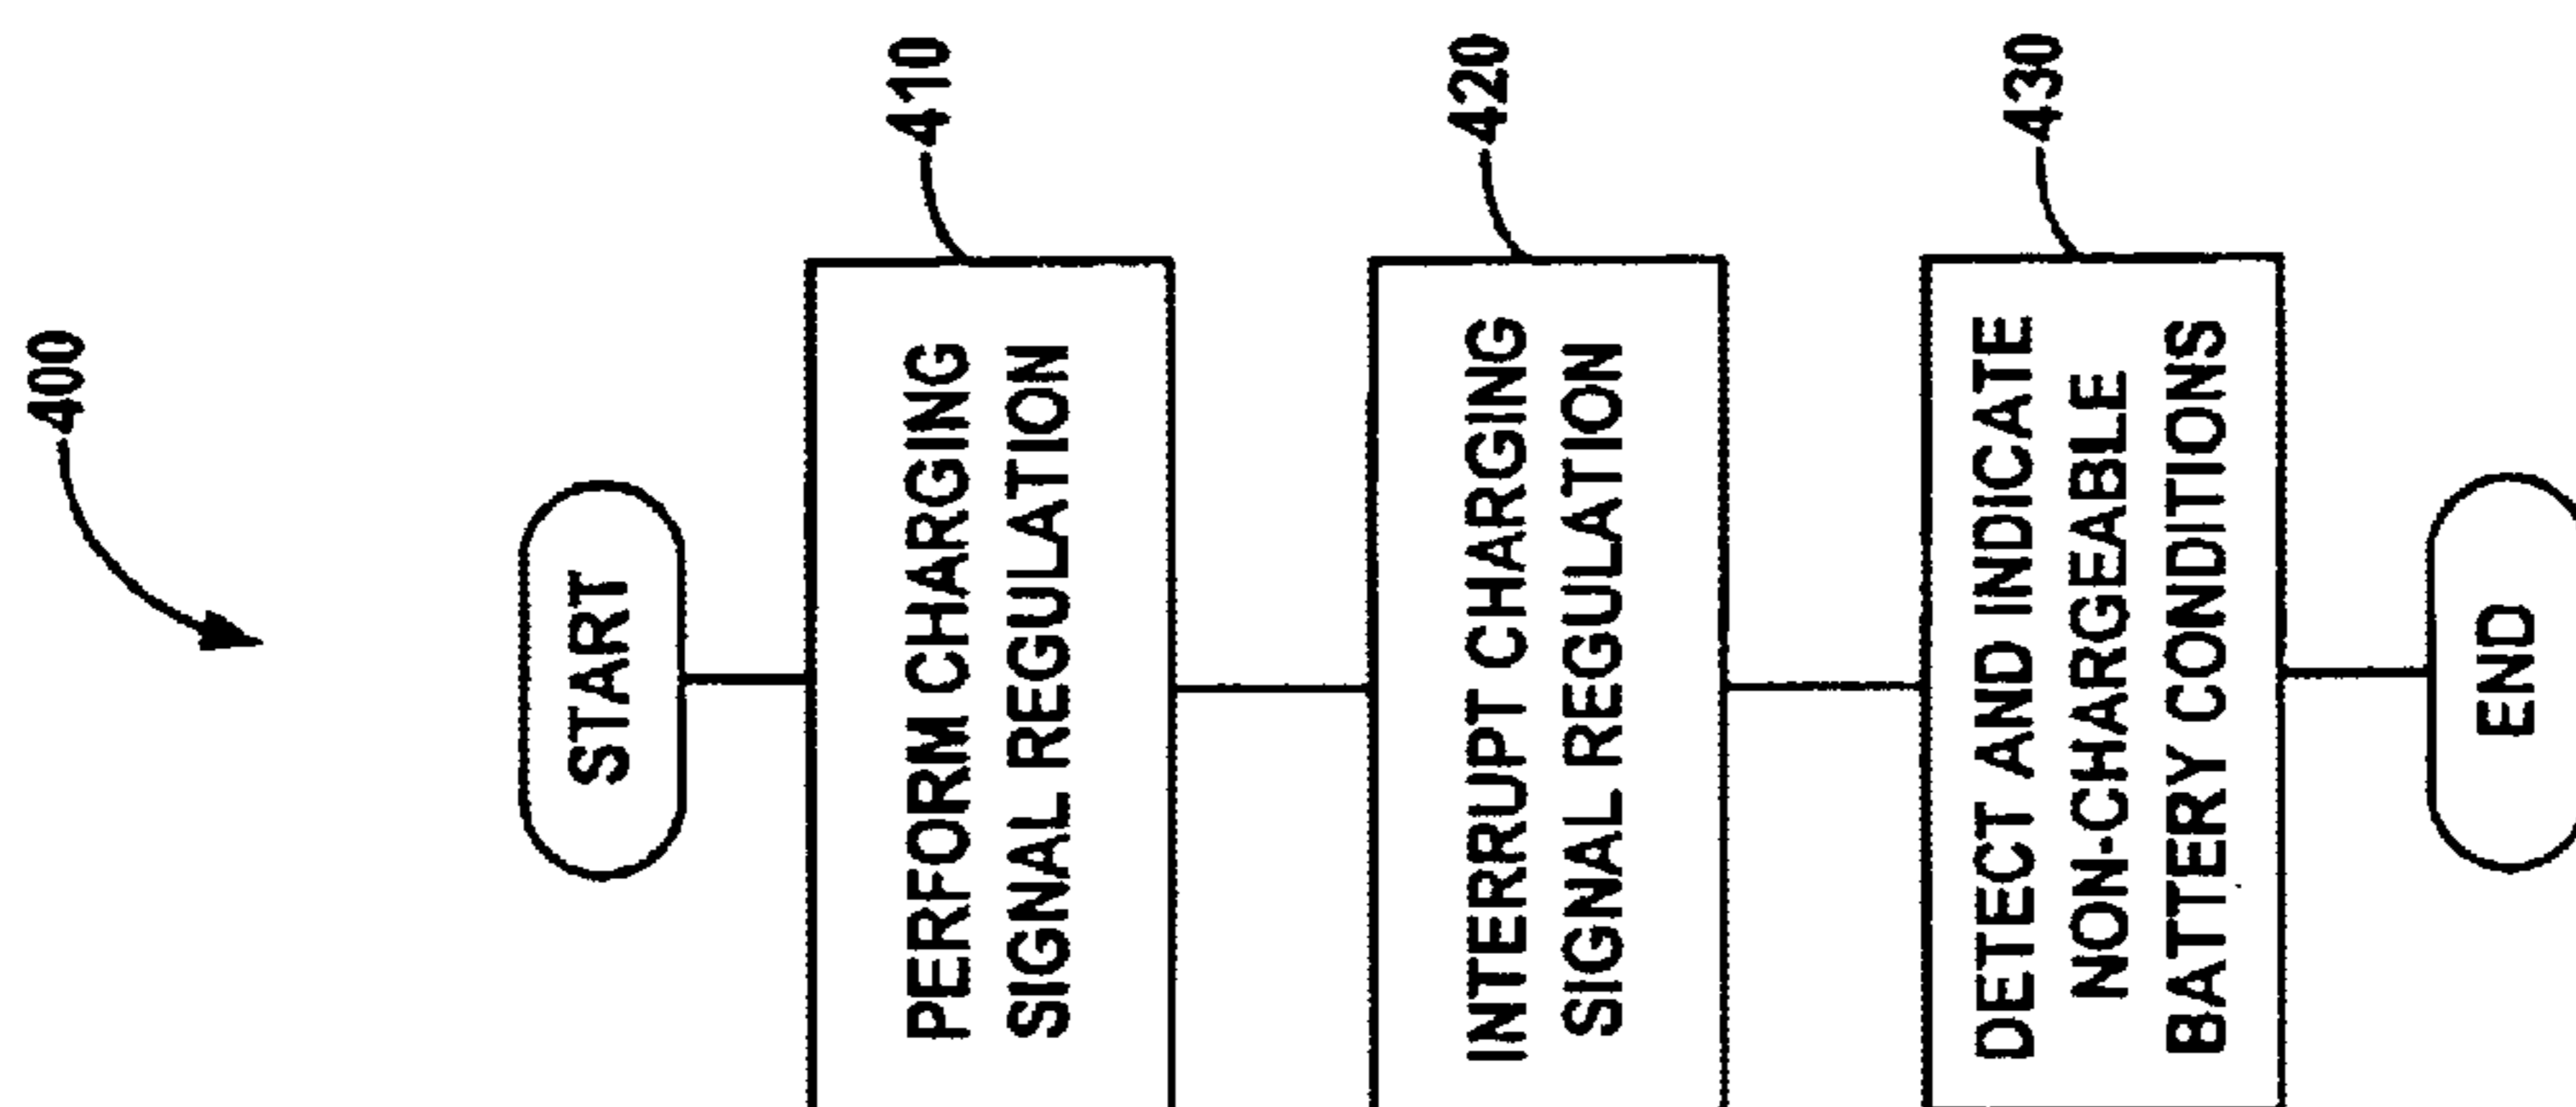 400
START
PERFORM CHARGING
SIGNAL REGULATION
410
INTERRUPT CHARGING
SIGNAL REGULATION
420
DETECT AND INDICATE
NON-CHARGEABLE
BATTERY CONDITIONS
430
END